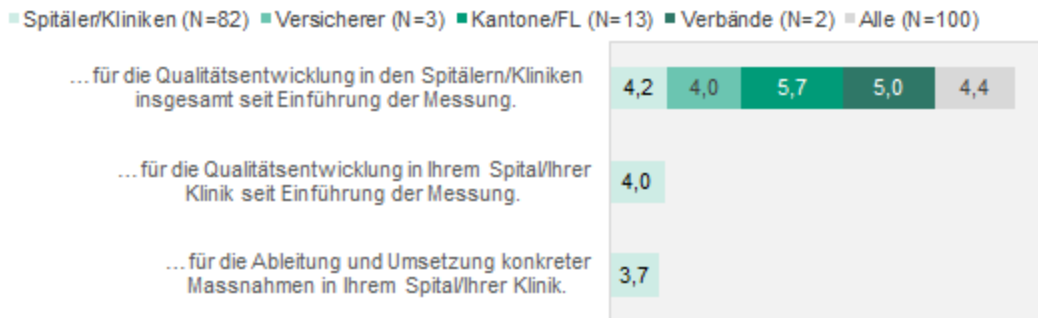 Spitäler/Kliniken (N=82) Versicherer (N=3) Kantone/FL (N=13) Verbände (N=2) Alle (N=100)
…für die Qualitätsentwicklung in den Spitälern/Kliniken
insgesamt seit Einführung der Messung.
4,2 4,0 5,7 5,0 4,4
…für die Qualitätsentwicklung in Ihrem Spital/Ihrer
Klinik seit Einführung der Messung.
4,0
…für die Ableitung und Umsetzung konkreter
Massnahmen in Ihrem Spital/Ihrer Klinik.
3,7